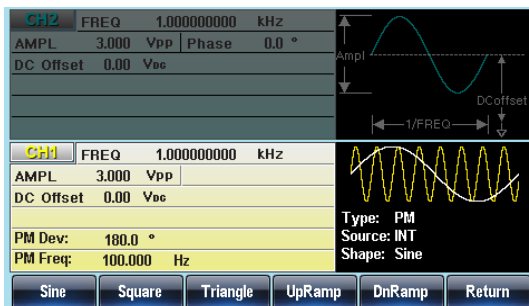 CH2 FREQ 1.000000000 kHz
AMPL 3.000 VPP Phase 0.0 °
DC Offset 0.00 VDC
Ampl
DCoffset
1/FREQ
CH1 FREQ 1.000000000 kHz
AMPL 3.000 VPP
DC Offset 0.00 VDC
PM Dev: 180.0 °
PM Freq: 100.000 Hz
Type: PM
Source: INT
Shape: Sine
Sine Square Triangle UpRamp DnRamp Return